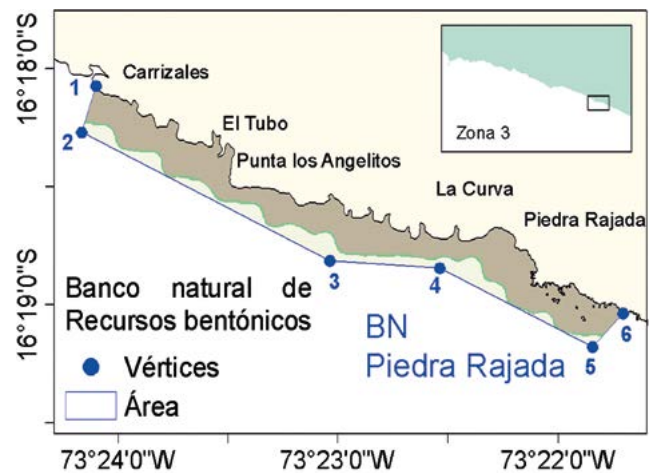 16°18'0"S
16°19'0"S
1
Carrizales
2
El Tubo
Punta los Angelitos
Zona 3
La Curva
Piedra Rajada
3
4
5
6
Banco natural de
Recursos bentónicos
Vértices
Área
BN
Piedra Rajada
73°24'0"W
73°23'0"W
73°22'0"W